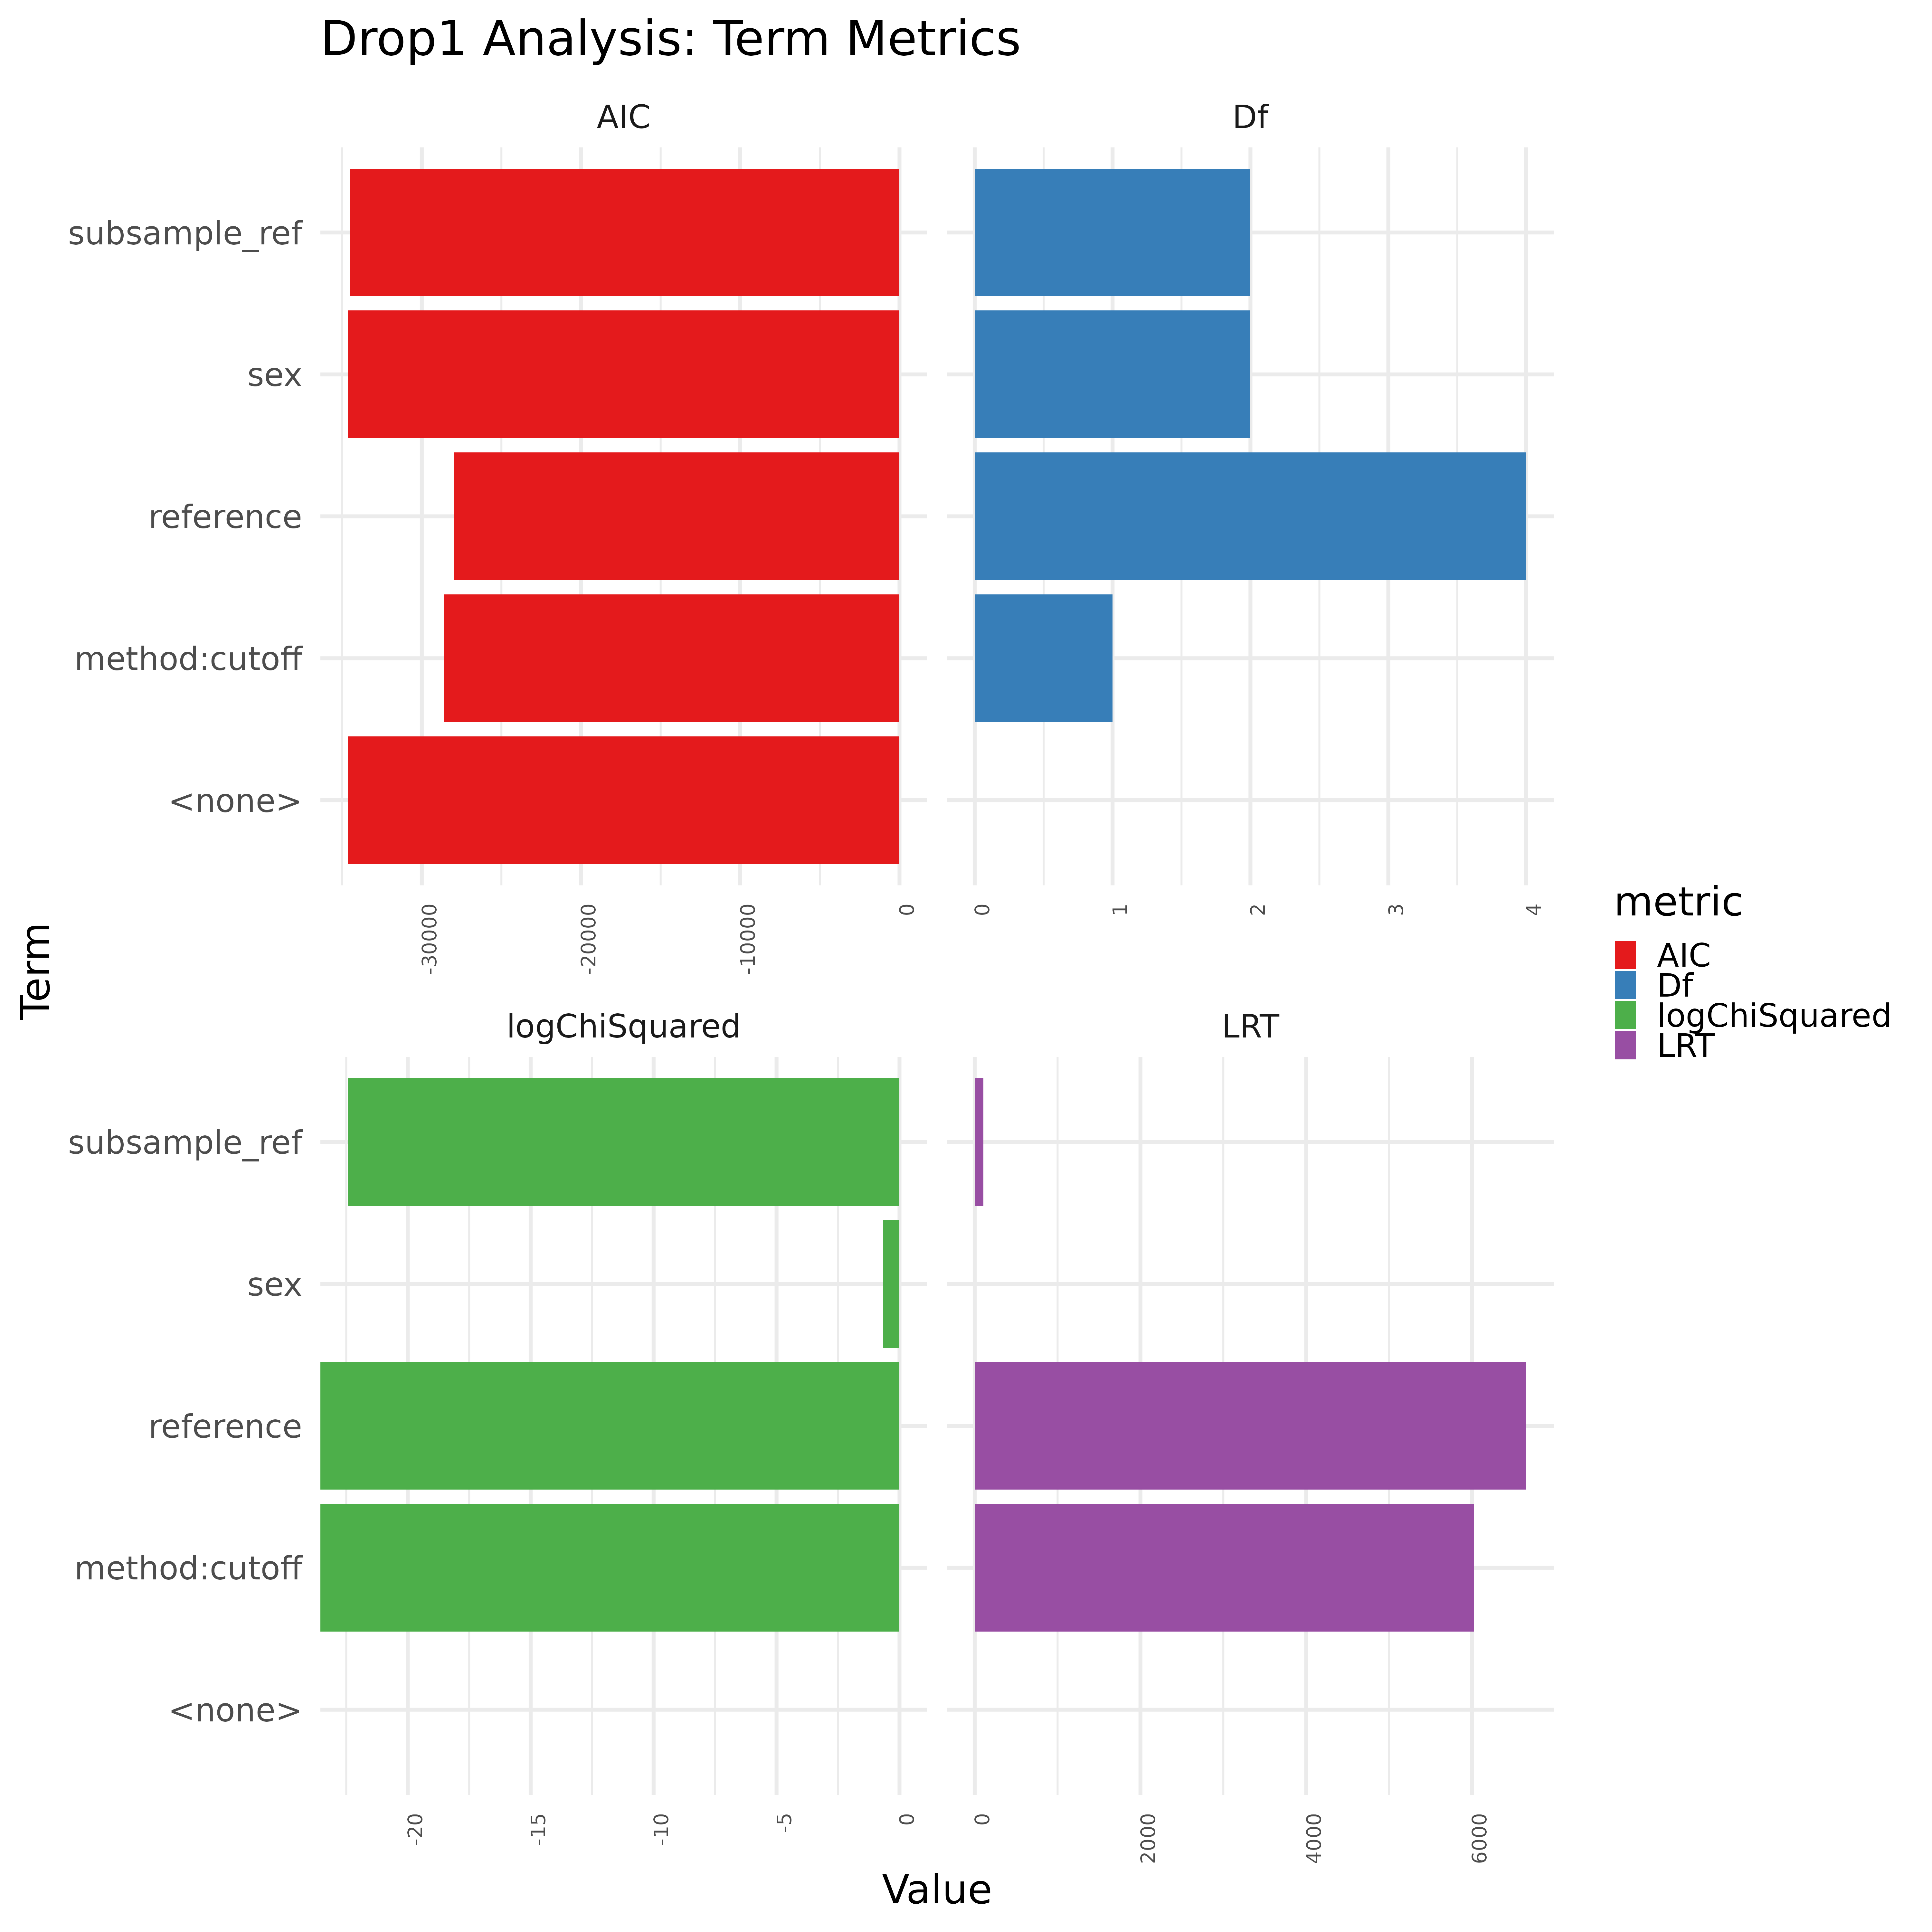 Drop1 Analysis: Term Metrics
AIC
Df
subsample_ref
sex
reference
method:cutoff
<none>
-30000
-20000
-10000
0
0
1
2
3
4
Term
logChiSquared
LRT
subsample_ref
sex
reference
method:cutoff
<none>
-20
-15
-10
-5
0
0
2000
4000
6000
Value
metric
AIC
Df
logChiSquared
LRT